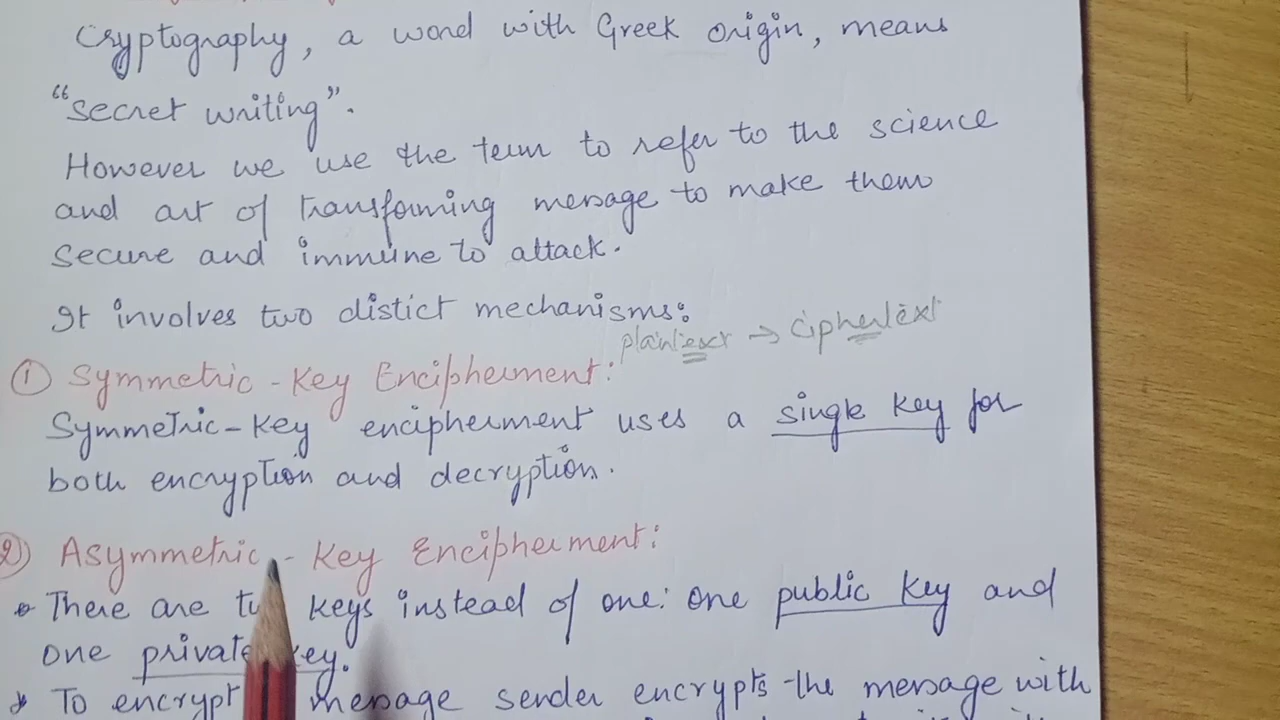 Cryptography, a word with Greek origin, means
"secret writing".
However we use the term to refer to the science
and art of transforming message to make them
secure and immune to attack.
It involves two distict mechanisms:
plaintext → ciphertext
① Symmetric-Key Encipherment:
Symmetric-Key encipherment uses a single key for
both encryption and decryption.
② Asymmetric-Key Encipherment:
There are keys instead of one: one public key and
one private key.
* To encrypt message sender encrypts the message with